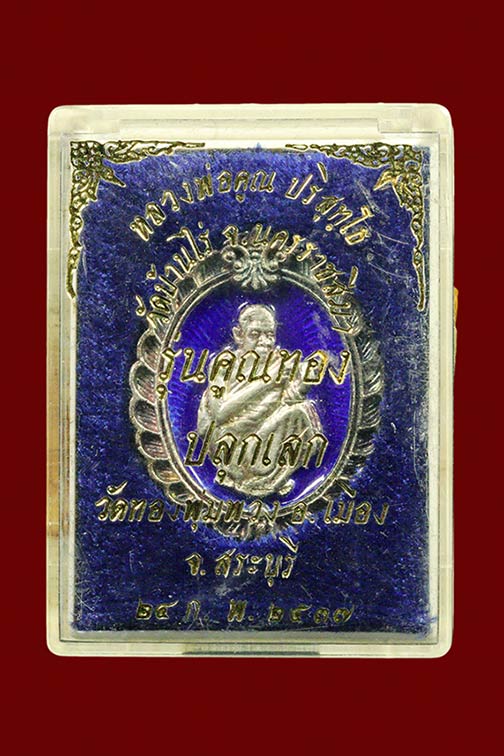 หลวงพ่อคูณ ปริสุทฺโธ
วัดบ้านไร่ จ.นครราชสีมา
รุ่นคูณทอง
ปลุกเสก
วัดทองพุ่มพวง อ.เมือง
จ.สระบุรี
๒๔ ก.พ. ๒๕๓๗